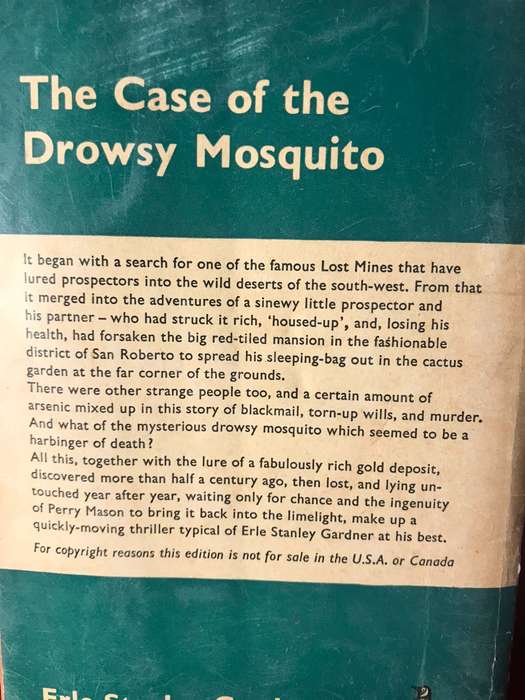 The Case of the
Drowsy Mosquito
It began with a search for one of the famous Lost Mines that have
lured prospectors into the wild deserts of the south-west. From that
it merged into the adventures of a sinewy little prospector and
his partner – who had struck it rich, 'housed-up', and, losing his
health, had forsaken the big red-tiled mansion in the fashionable
district of San Roberto to spread his sleeping-bag out in the cactus
garden at the far corner of the grounds.
There were other strange people too, and a certain amount of
arsenic mixed up in this story of blackmail, torn-up wills, and murder.
And what of the mysterious drowsy mosquito which seemed to be a
harbinger of death?
All this, together with the lure of a fabulously rich gold deposit,
discovered more than half a century ago, then lost, and lying un-
touched year after year, waiting only for chance and the ingenuity
of Perry Mason to bring it back into the limelight, make up a
quickly-moving thriller typical of Erle Stanley Gardner at his best.
For copyright reasons this edition is not for sale in the U.S.A. or Canada